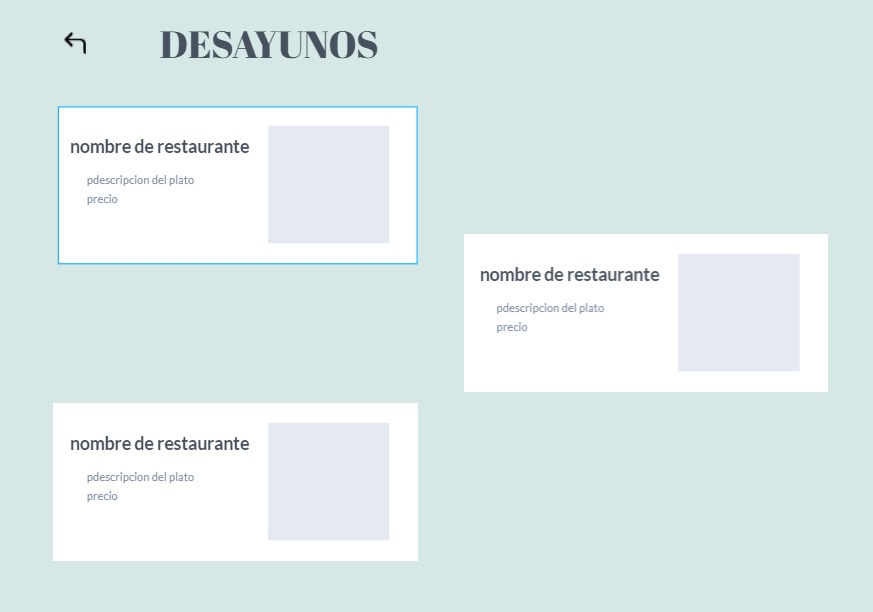 DESAYUNOS
nombre de restaurante
pdescripcion del plato
precio
nombre de restaurante
pdescripcion del plato
precio
nombre de restaurante
pdescripcion del plato
precio